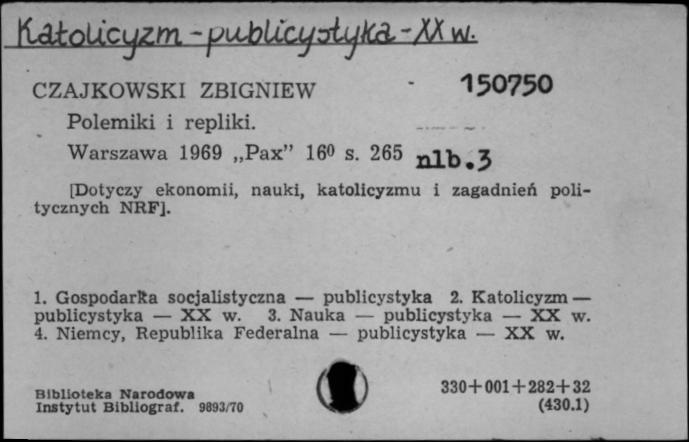 Katolicyzm - publicystyka - XX w.
CZAJKOWSKI ZBIGNIEW 150750
Polemiki i repliki.
Warszawa 1969 „Pax” 16⁰ s. 265 nlb. 3
[Dotyczy ekonomii, nauki, katolicyzmu i zagadnień poli-
tycznych NRF].
1. Gospodarka socjalistyczna — publicystyka 2. Katolicyzm —
publicystyka — XX w. 3. Nauka — publicystyka — XX w.
4. Niemcy, Republika Federalna — publicystyka — XX w.
Biblioteka Narodowa 330+001+282+32
Instytut Bibliograf. 9893/70 (430.1)